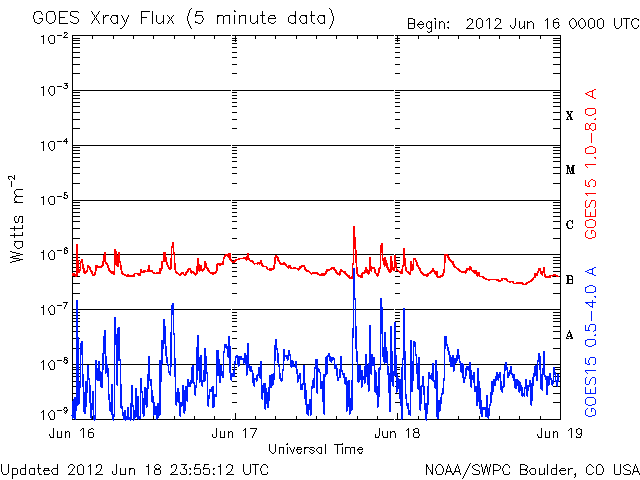 GOES Xray Flux (5 minute data)
Begin: 2012 Jun 16 0000 UTC
10⁻²
10⁻³
10⁻⁴
10⁻⁵
10⁻⁶
10⁻⁷
10⁻⁸
10⁻⁹
Watts m⁻²
X
M
C
B
A
GOES15 1.0−8.0 A
GOES15 0.5−4.0 A
Jun 16
Jun 17
Jun 18
Jun 19
Universal Time
Updated 2012 Jun 18 23:55:12 UTC
NOAA/SWPC Boulder, CO USA